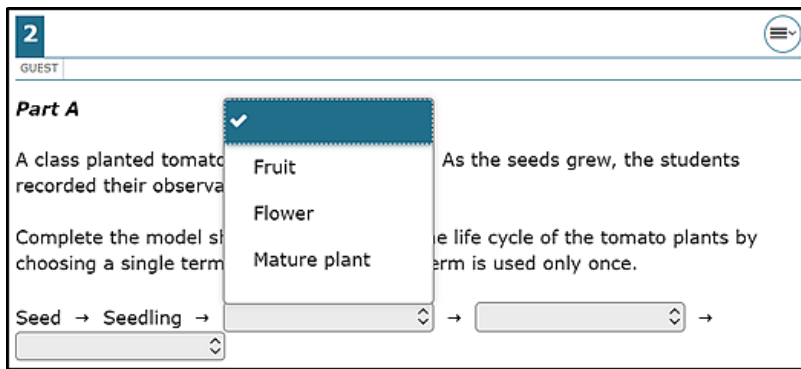 2
GUEST
Part A
Fruit
Flower
Mature plant
A class planted tomato As the seeds grew, the students
recorded their observa
Complete the model life cycle of the tomato plants by
choosing a single term is used only once.
Seed → Seedling → →
→